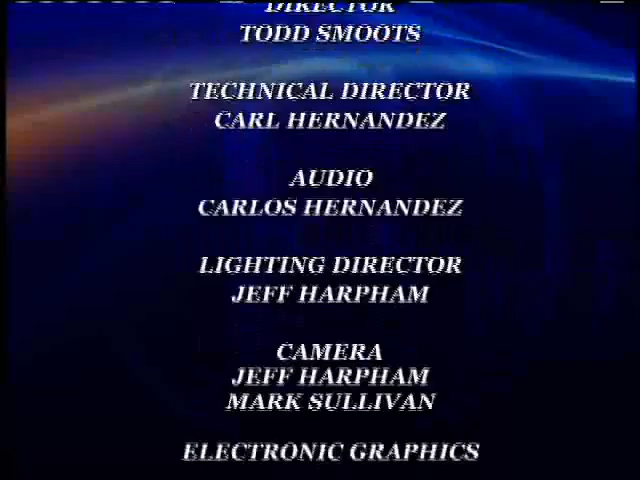 DIRECTOR
TODD SMOOTS
TECHNICAL DIRECTOR
CARL HERNANDEZ
AUDIO
CARLOS HERNANDEZ
LIGHTING DIRECTOR
JEFF HARPHAM
CAMERA
JEFF HARPHAM
MARK SULLIVAN
ELECTRONIC GRAPHICS